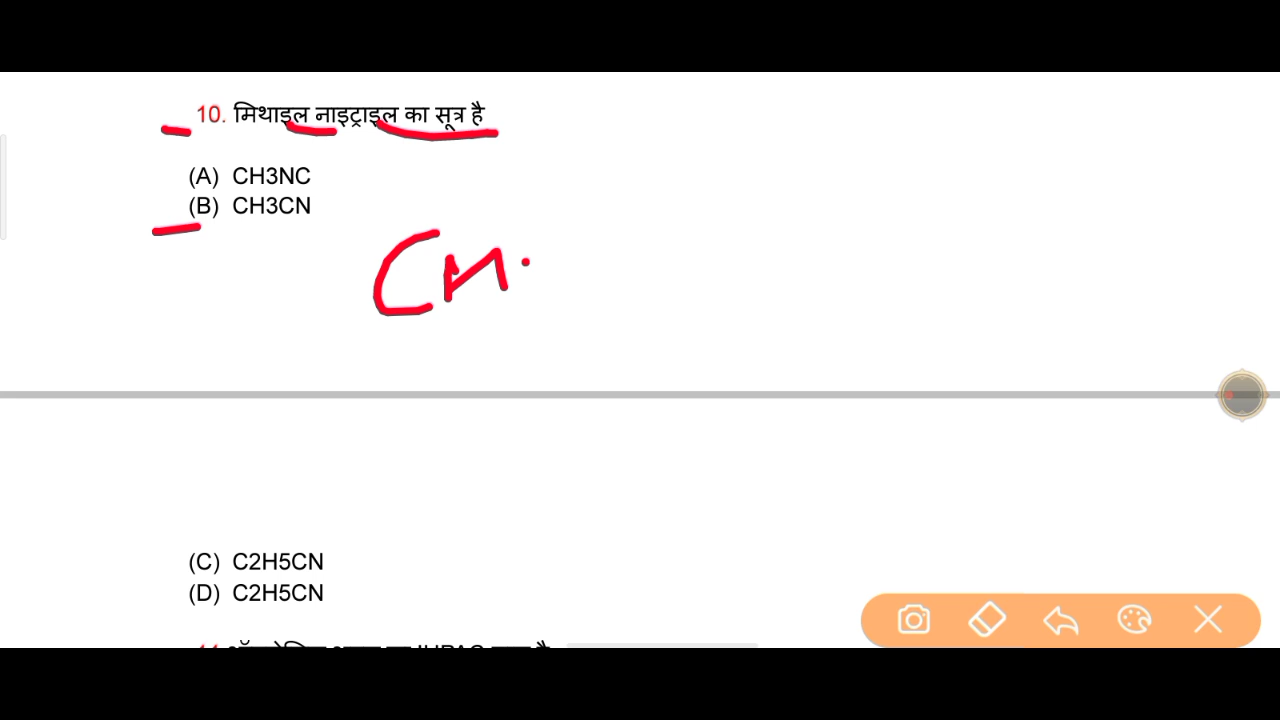 10. मिथाइल नाइट्राइल का सूत्र है
(A) CH3NC
(B) CH3CN
CH
(C) C2H5CN
(D) C2H5CN